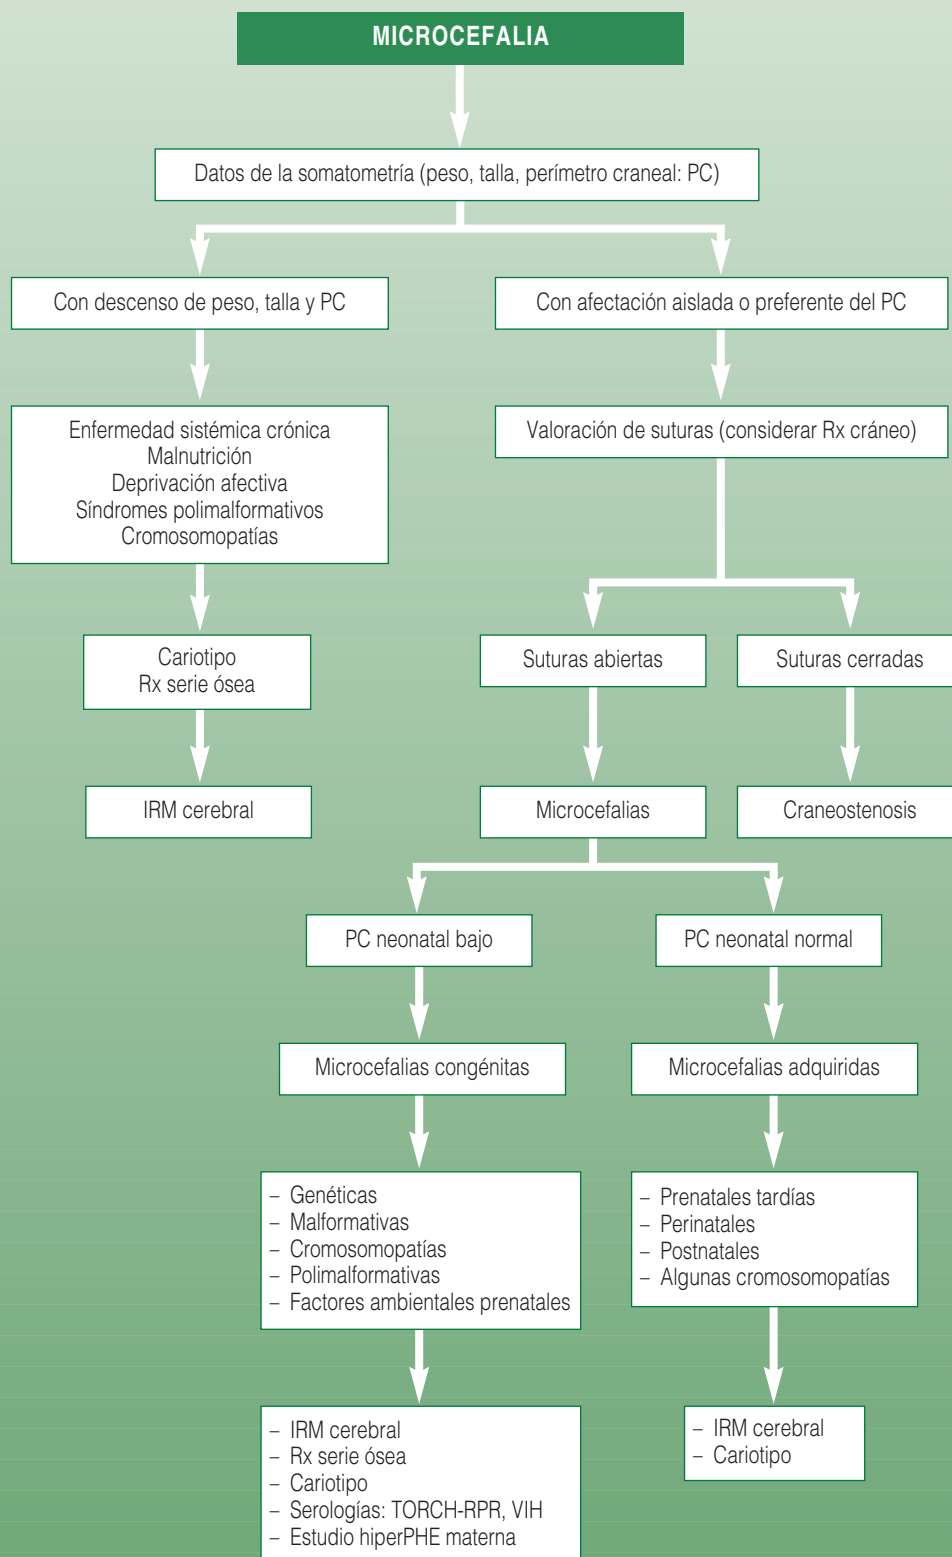 MICROCEFALIA
Datos de la somatometría (peso, talla, perímetro craneal: PC)
Con descenso de peso, talla y PC
Con afectación aislada o preferente del PC
Enfermedad sistémica crónica
Malnutrición
Deprivación afectiva
Síndromes polimalformativos
Cromosomopatías
Valoración de suturas (considerar Rx cráneo)
Cariotipo
Rx serie ósea
Suturas abiertas
Suturas cerradas
IRM cerebral
Microcefalias
Craneostenosis
PC neonatal bajo
PC neonatal normal
Microcefalias congénitas
Microcefalias adquiridas
– Genéticas
– Malformativas
– Cromosomopatías
– Polimalformativas
– Factores ambientales prenatales
– Prenatales tardías
– Perinatales
– Postnatales
– Algunas cromosomopatías
– IRM cerebral
– Rx serie ósea
– Cariotipo
– Serologías: TORCH-RPR, VIH
– Estudio hiperPHE materna
– IRM cerebral
– Cariotipo